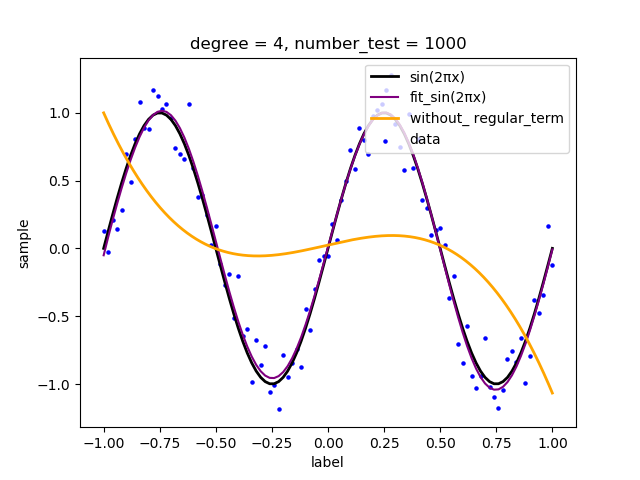 degree = 4, number_test = 1000
sin(2πx)
fit_sin(2πx)
without_ regular_term
data
sample
1.0
0.5
0.0
−0.5
−1.0
−1.00
−0.75
−0.50
−0.25
0.00
0.25
0.50
0.75
1.00
label